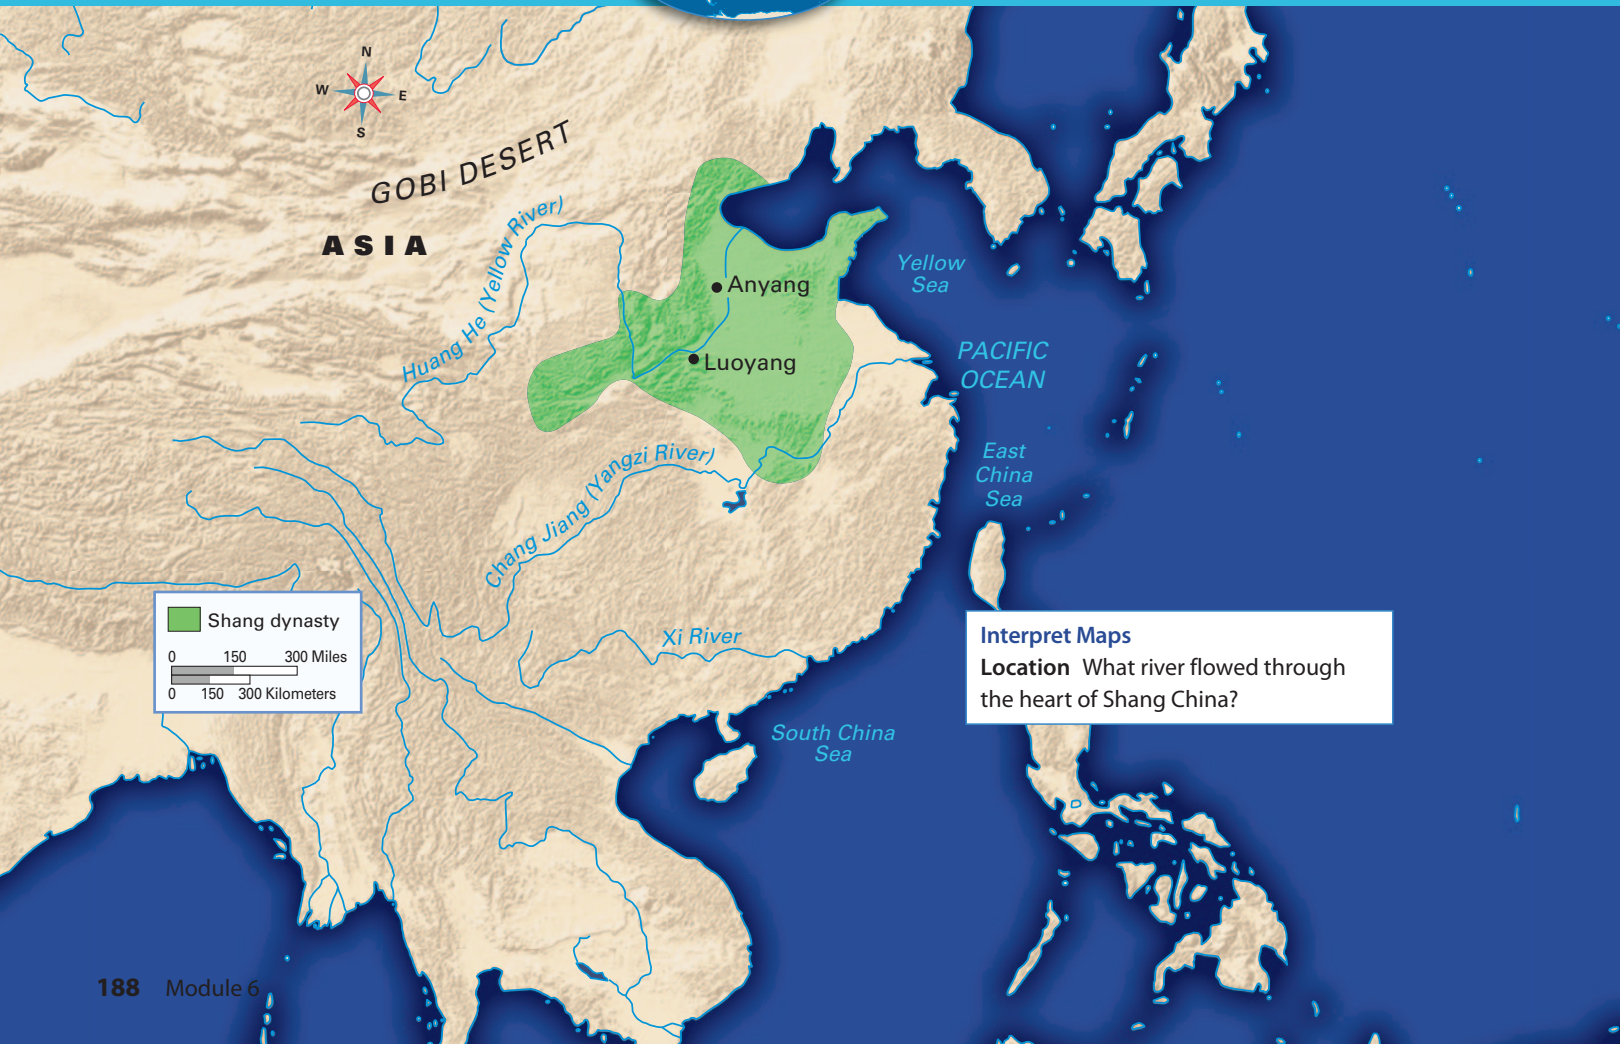 N
W
E
S
GOBI DESERT
ASIA
Huang He (Yellow River)
Anyang
Luoyang
Yellow
Sea
PACIFIC
OCEAN
East
China
Sea
Chang Jiang (Yangzi River)
Xi River
South China
Sea
Shang dynasty
0 150 300 Miles
0 150 300 Kilometers
Interpret Maps
Location What river flowed through
the heart of Shang China?
188 Module 6